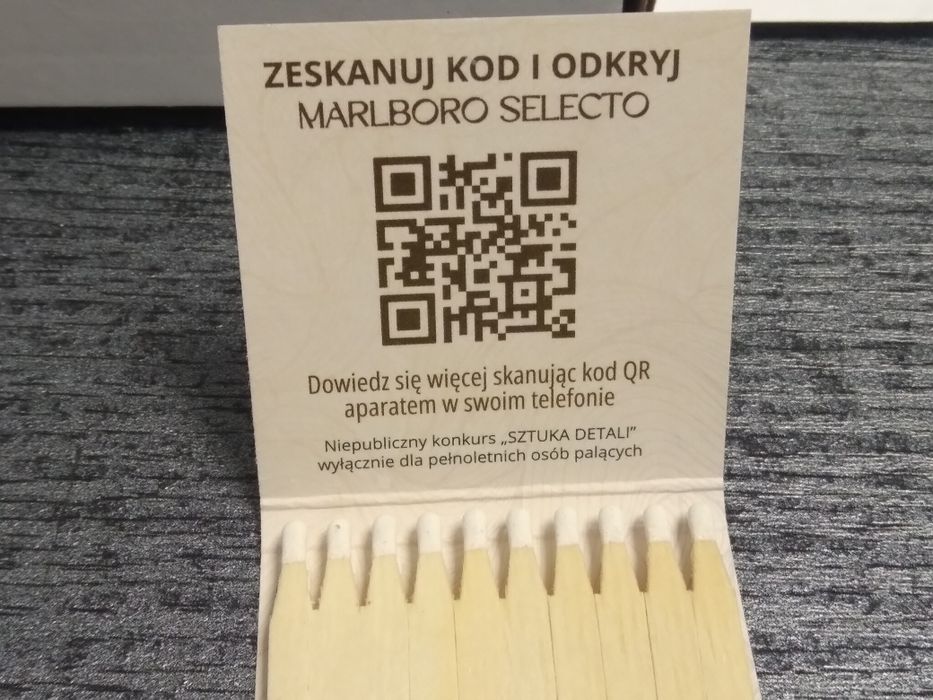 ZESKANUJ KOD I ODKRYJ
MARLBORO SELECTO
Dowiedz się więcej skanując kod QR
aparatem w swoim telefonie
Niepubliczny konkurs „SZTUKA DETALI”
wyłącznie dla pełnoletnich osób palących